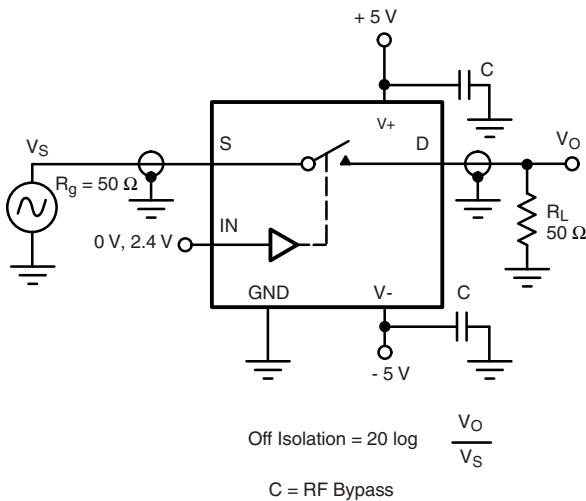 + 5 V
C
V+
S
D
VS
VO
Rg = 50 Ω
RL
50 Ω
IN
0 V, 2.4 V
GND
V-
C
- 5 V
Off Isolation = 20 log VO
VS
C = RF Bypass